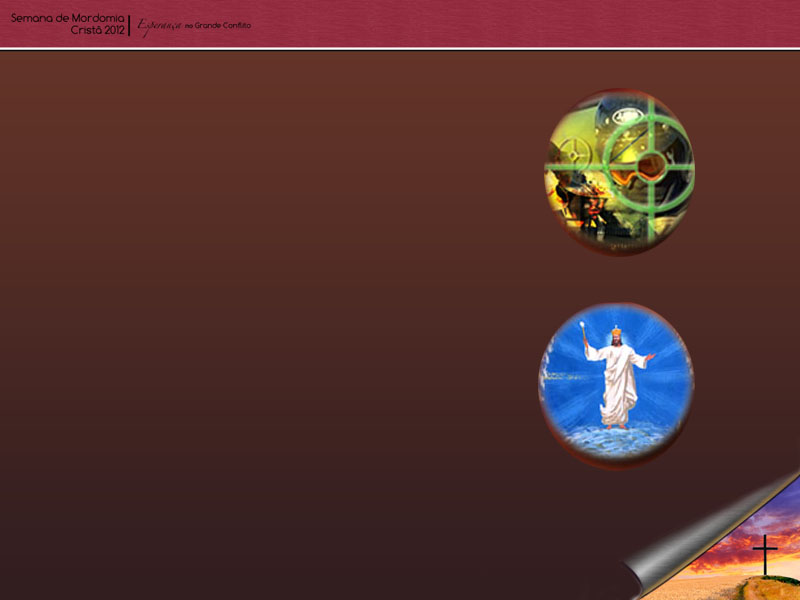 Semana de Mordomia
Cristã 2012
Esperança no Grande Conflito